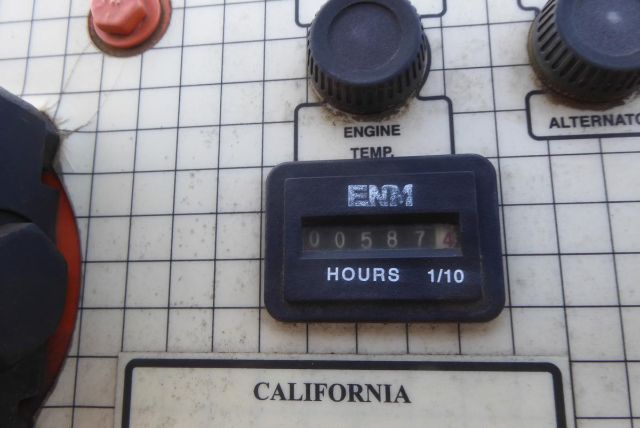 ENGINE
TEMP.
ALTERNATO
ENM
005874
HOURS 1/10
CALIFORNIA